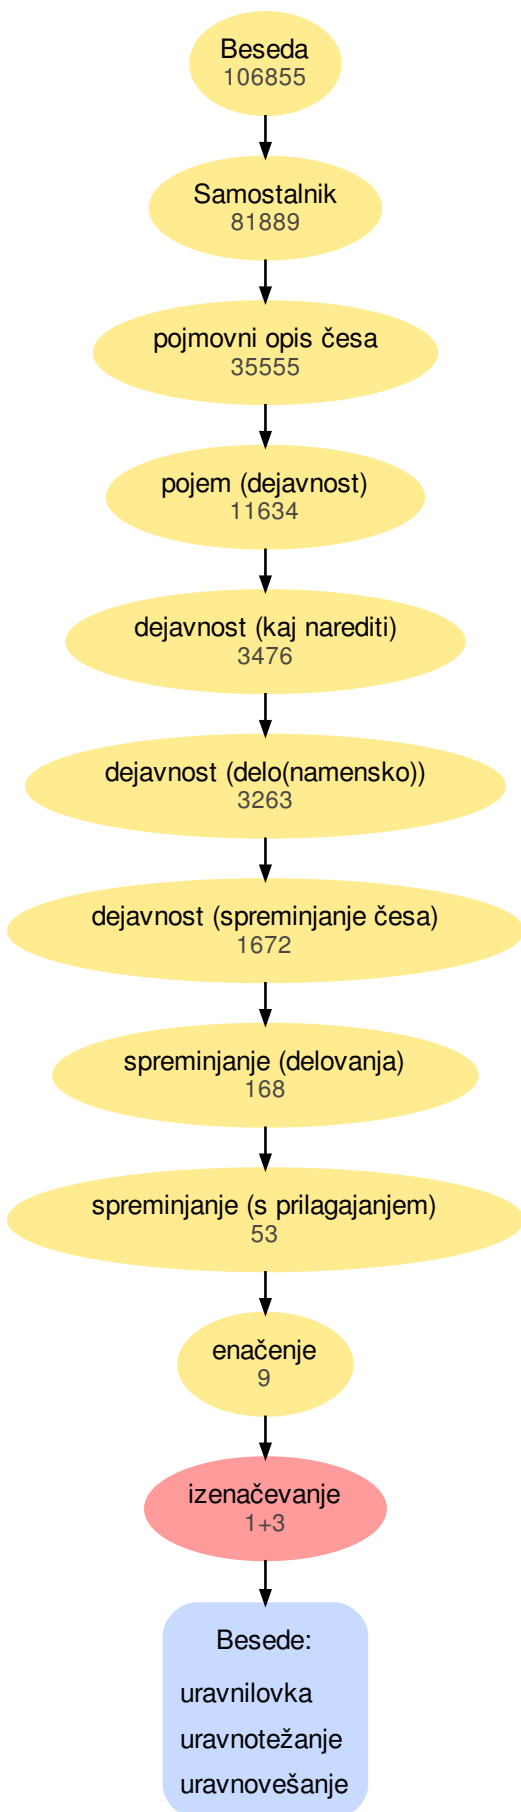 Beseda
106855
Samostalnik
81889
pojmovni opis česa
35555
pojem (dejavnost)
11634
dejavnost (kaj narediti)
3476
dejavnost (delo(namensko))
3263
dejavnost (spreminjanje česa)
1672
spreminjanje (delovanja)
168
spreminjanje (s prilagajanjem)
53
enačenje
9
izenačevanje
1+3
Besede:
uravnilovka
uravnotežanje
uravnovešanje